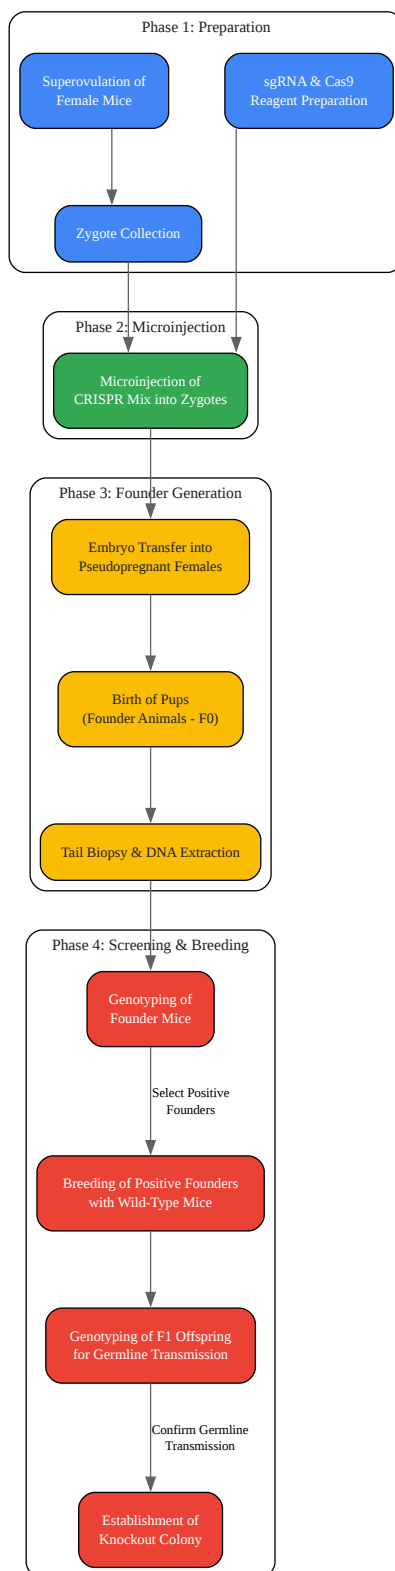 Phase 1: Preparation
Superovulation of
Female Mice
sgRNA & Cas9
Reagent Preparation
Zygote Collection
Phase 2: Microinjection
Microinjection of
CRISPR Mix into Zygotes
Phase 3: Founder Generation
Embryo Transfer into
Pseudopregnant Females
Birth of Pups
(Founder Animals - F0)
Tail Biopsy & DNA Extraction
Phase 4: Screening & Breeding
Genotyping of
Founder Mice
Select Positive
Founders
Breeding of Positive Founders
with Wild-Type Mice
Genotyping of F1 Offspring
for Germline Transmission
Confirm Germline
Transmission
Establishment of
Knockout Colony